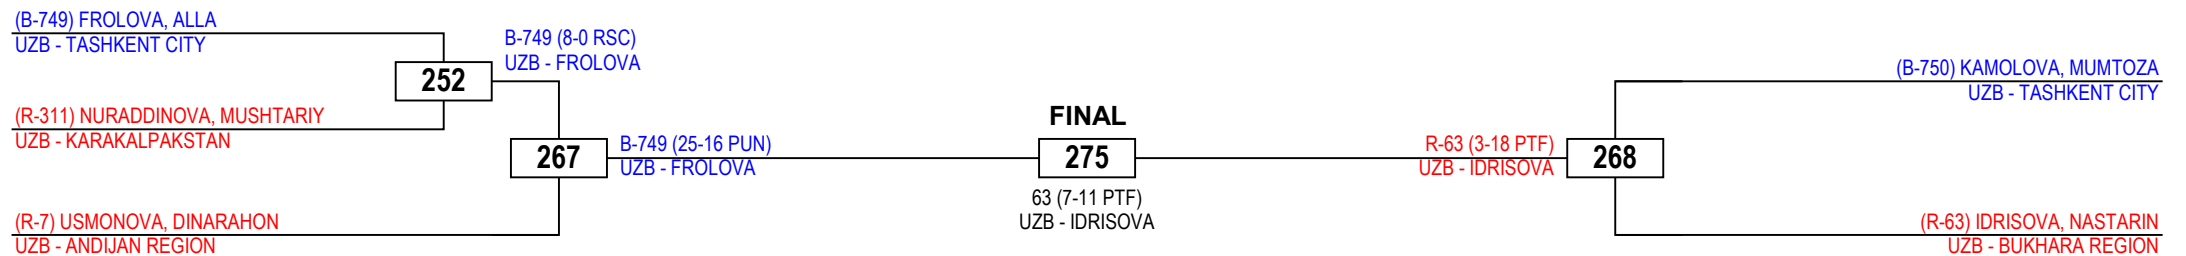 (B-749) FROLOVA, ALLA
UZB - TASHKENT CITY
252
(R-311) NURADDINOVA, MUSHTARIY
UZB - KARAKALPAKSTAN
B-749 (8-0 RSC)
UZB - FROLOVA
267
(R-7) USMONOVA, DINARAHON
UZB - ANDIJAN REGION
B-749 (25-16 PUN)
UZB - FROLOVA
FINAL
275
63 (7-11 PTF)
UZB - IDRISOVA
R-63 (3-18 PTF)
UZB - IDRISOVA
268
(B-750) KAMOLOVA, MUMTOZA
UZB - TASHKENT CITY
(R-63) IDRISOVA, NASTARIN
UZB - BUKHARA REGION